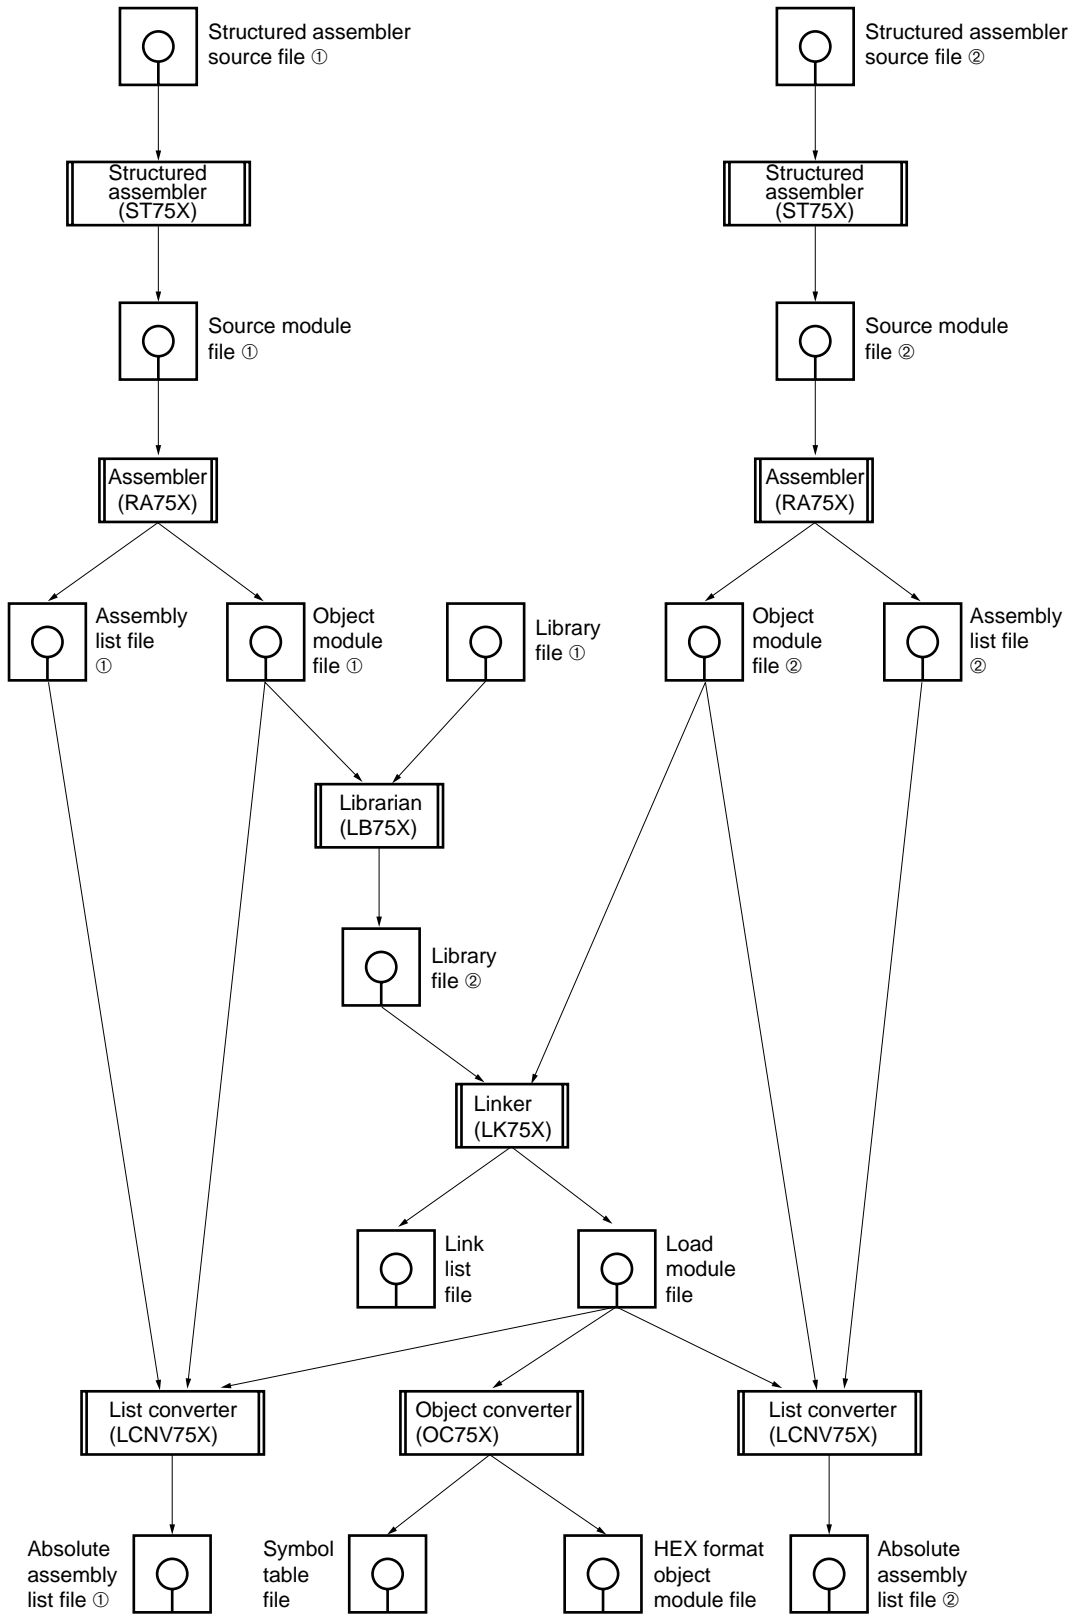 Structured assembler
source file ①
Structured assembler
source file ②
Structured
assembler
(ST75X)
Structured
assembler
(ST75X)
Source module
file ①
Source module
file ②
Assembler
(RA75X)
Assembler
(RA75X)
Assembly
list file
①
Object
module
file ①
Library
file ①
Object
module
file ②
Assembly
list file
②
Librarian
(LB75X)
Library
file ②
Linker
(LK75X)
Link
list
file
Load
module
file
List converter
(LCNV75X)
Object converter
(OC75X)
List converter
(LCNV75X)
Absolute
assembly
list file ①
Symbol
table
file
HEX format
object
module file
Absolute
assembly
list file ②